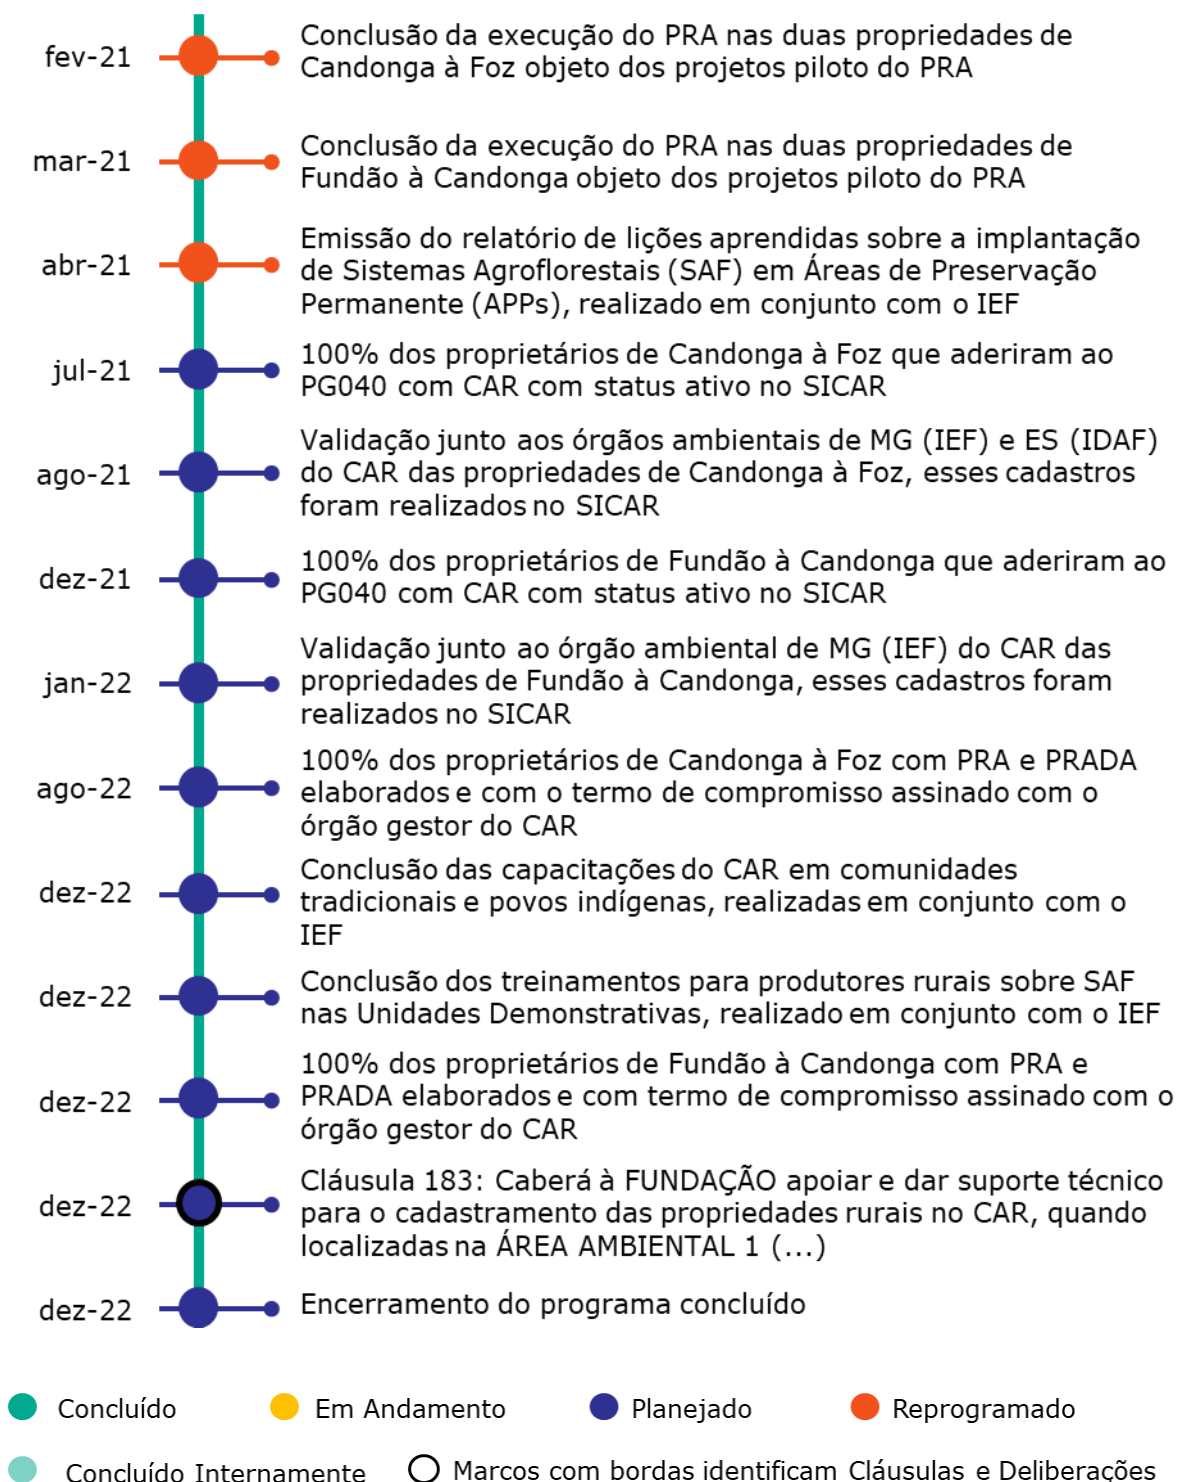 fev-21
Conclusão da execução do PRA nas duas propriedades de
Candonga à Foz objeto dos projetos piloto do PRA
mar-21
Conclusão da execução do PRA nas duas propriedades de
Fundão à Candonga objeto dos projetos piloto do PRA
abr-21
Emissão do relatório de lições aprendidas sobre a implantação
de Sistemas Agroflorestais (SAF) em Áreas de Preservação
Permanente (APPs), realizado em conjunto com o IEF
jul-21
100% dos proprietários de Candonga à Foz que aderiram ao
PG040 com CAR com status ativo no SICAR
ago-21
Validação junto aos órgãos ambientais de MG (IEF) e ES (IDAF)
do CAR das propriedades de Candonga à Foz, esses cadastros
foram realizados no SICAR
dez-21
100% dos proprietários de Fundão à Candonga que aderiram ao
PG040 com CAR com status ativo no SICAR
jan-22
Validação junto ao órgão ambiental de MG (IEF) do CAR das
propriedades de Fundão à Candonga, esses cadastros foram
realizados no SICAR
ago-22
100% dos proprietários de Candonga à Foz com PRA e PRADA
elaborados e com o termo de compromisso assinado com o
órgão gestor do CAR
dez-22
Conclusão das capacitações do CAR em comunidades
tradicionais e povos indígenas, realizadas em conjunto com o
IEF
dez-22
Conclusão dos treinamentos para produtores rurais sobre SAF
nas Unidades Demonstrativas, realizado em conjunto com o IEF
dez-22
100% dos proprietários de Fundão à Candonga com PRA e
PRADA elaborados e com termo de compromisso assinado com o
órgão gestor do CAR
dez-22
Cláusula 183: Caberá à FUNDAÇÃO apoiar e dar suporte técnico
para o cadastramento das propriedades rurais no CAR, quando
localizadas na ÁREA AMBIENTAL 1 (...)
dez-22
Encerramento do programa concluído
Concluído
Em Andamento
Planejado
Reprogramado
Concluído Internamente
Marcos com bordas identificam Cláusulas e Deliberações